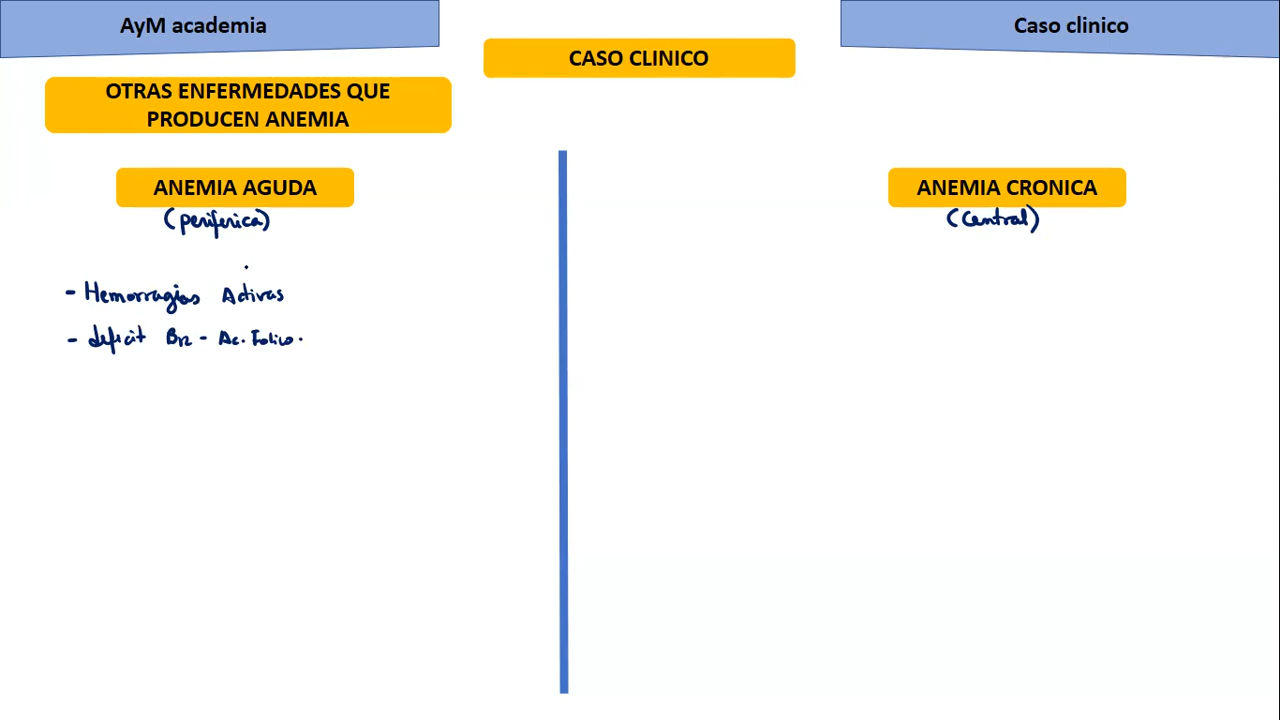 AyM academia
Caso clinico
CASO CLINICO
OTRAS ENFERMEDADES QUE
PRODUCEN ANEMIA
ANEMIA AGUDA
(periferica)
- Hemorragias Activas
- deficit B12 - Ac. Folico.
ANEMIA CRONICA
(Central)